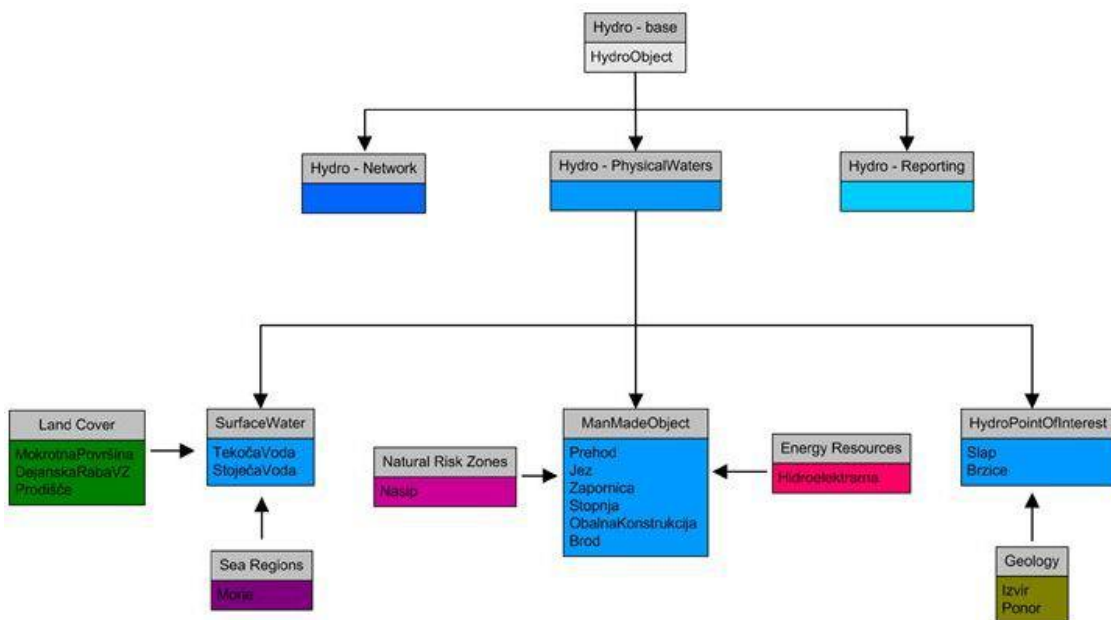 Hydro - base
HydroObject
Hydro - Network
Hydro - PhysicalWaters
Hydro - Reporting
Land Cover
MokrotnaPovršina
DejanskaRabaVZ
Prodišče
SurfaceWater
TekočaVoda
StoječaVoda
Sea Regions
Morje
Natural Risk Zones
Nasip
ManMadeObject
Prehod
Jez
Zapornica
Stopnja
ObalnaKonstrukcija
Brod
Energy Resources
Hidroelektrarna
HydroPointOfInterest
Slap
Brzice
Geology
Izvir
Ponor